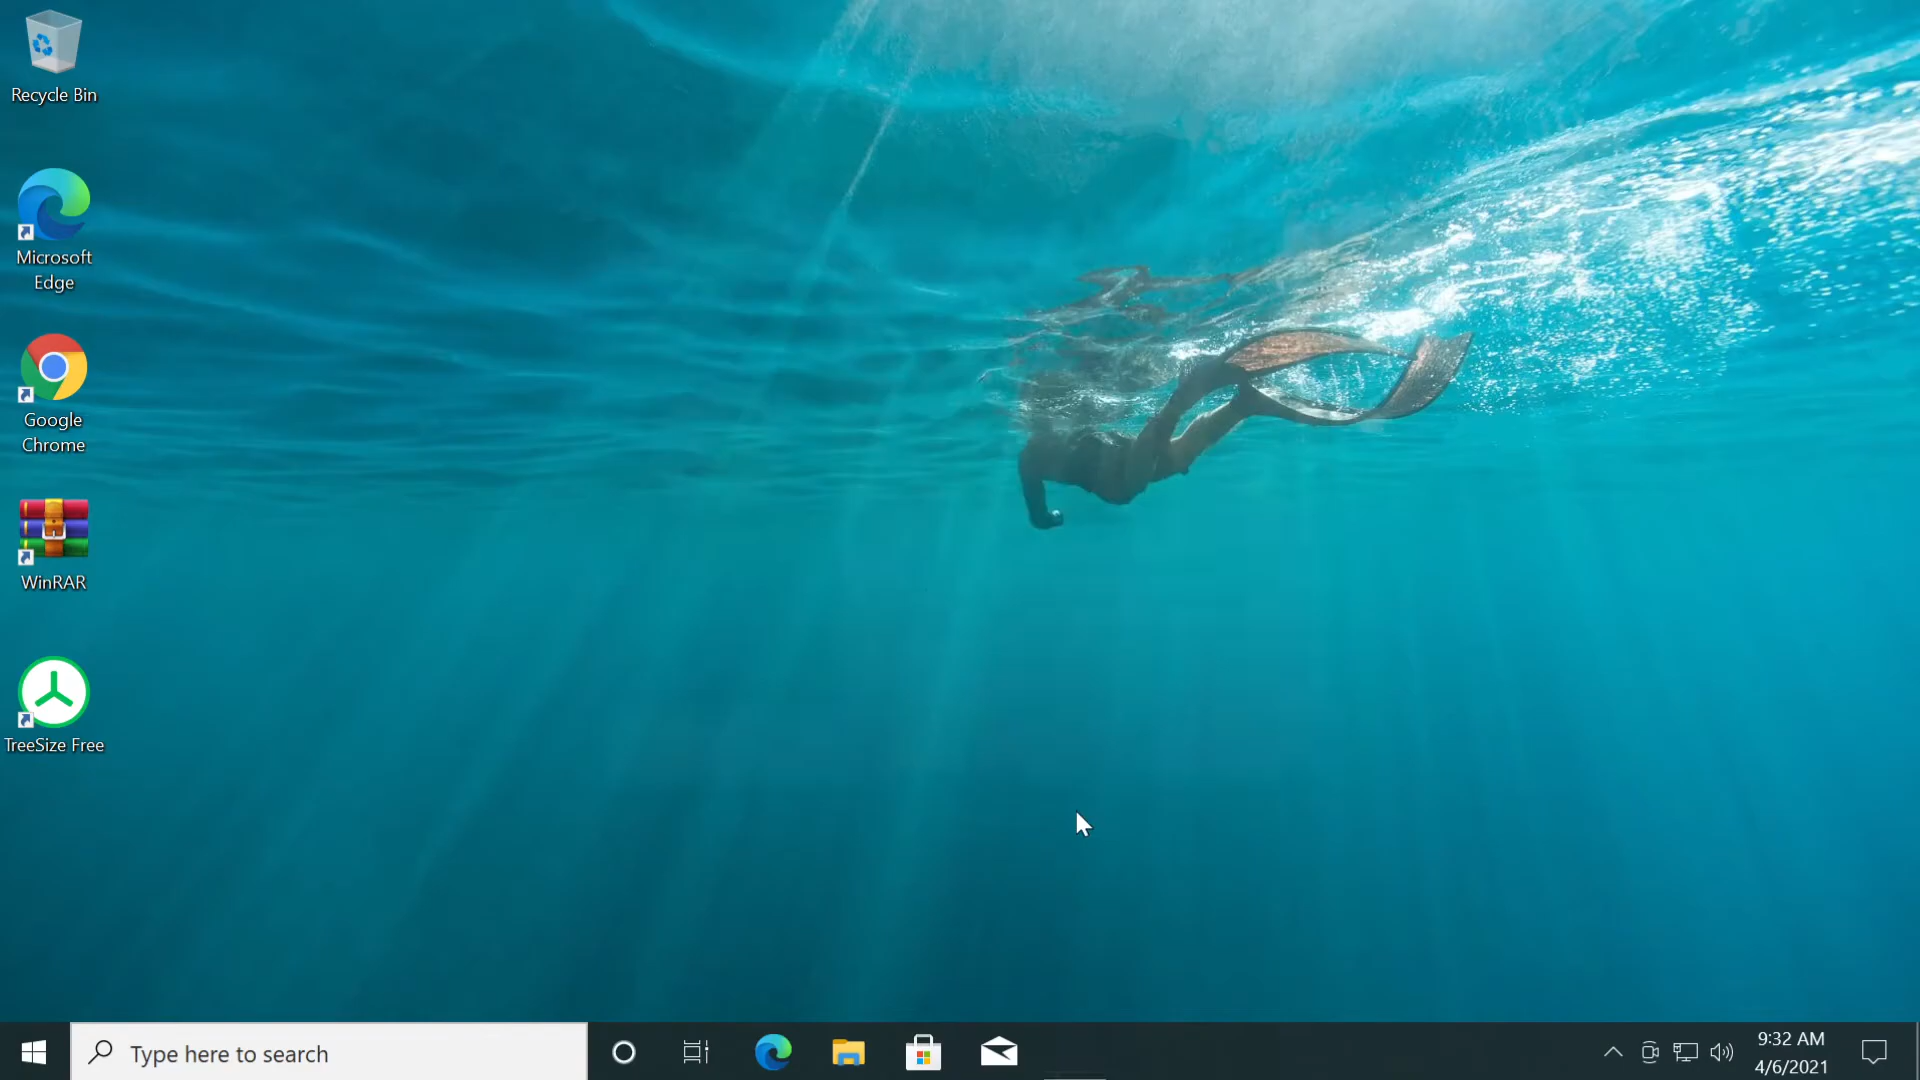 Recycle Bin
Microsoft
Edge
Google
Chrome
WinRAR
TreeSize Free
Type here to search
9:32 AM
4/6/2021